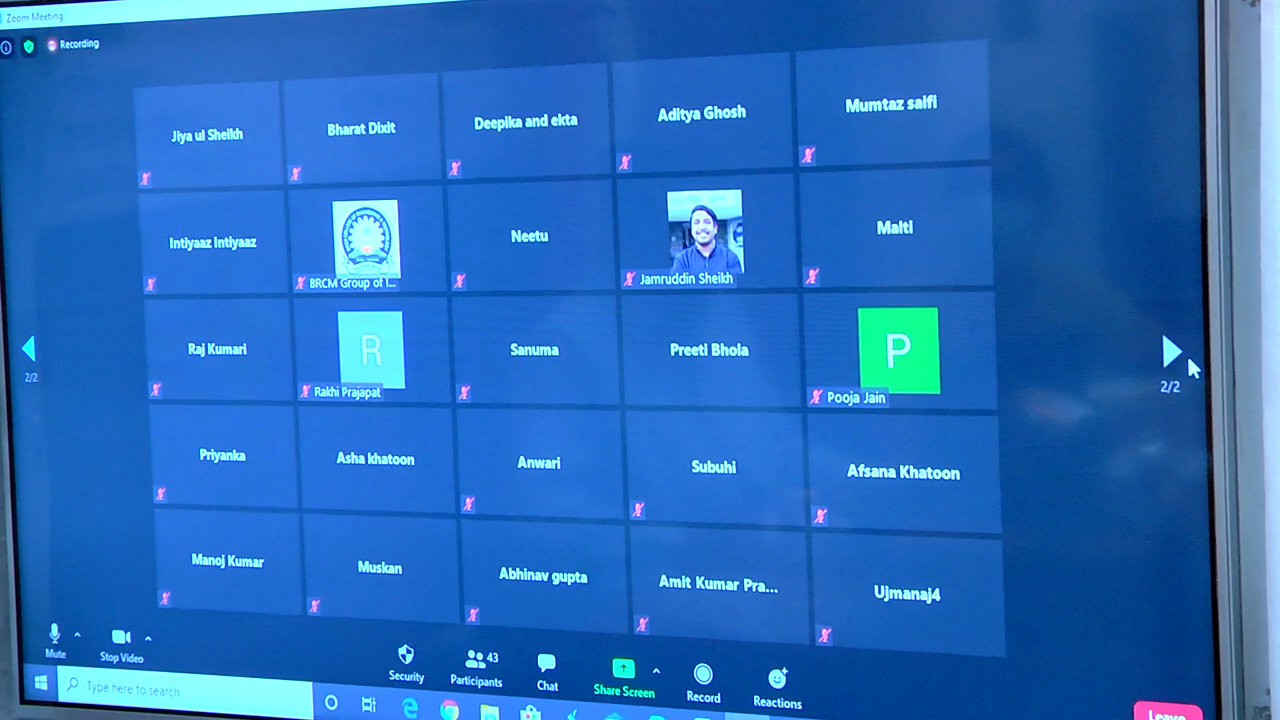 Zoom Meeting
Recording
Jiya ul Sheikh
Bharat Dixit
Deepika and ekta
Aditya Ghosh
Mumtaz saifi
Intiyaaz Intiyaaz
BRCM Group of I...
Neetu
Jamruddin Sheikh
Malti
Raj Kumari
R
Rakhi Prajapat
Sanuma
Preeti Bhola
P
Pooja Jain
2/2
2/2
Priyanka
Asha khatoon
Anwari
Subuhi
Afsana Khatoon
Manoj Kumar
Muskan
Abhinav gupta
Amit Kumar Pra...
Ujmanaj4
Mute
Stop Video
Security
43
Participants
Chat
Share Screen
Record
Reactions
Leave
Type here to search